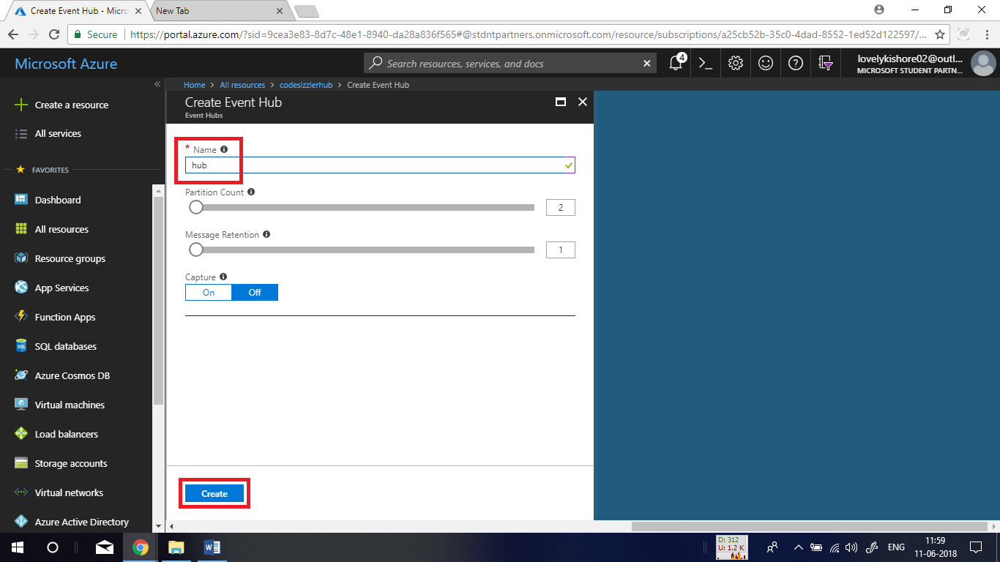 Create Event Hub - Micro
New Tab
Secure
https://portal.azure.com/?sid=9cea3e83-8d7c-48e1-8940-da28a836f565#@stdntpartners.onmicrosoft.com/resource/subscriptions/a25cb52b-35c0-4dad-8552-1ed52d122597/...
Microsoft Azure
Search resources, services, and docs
4
lovelykishore02@outl...
MICROSOFT STUDENT PARTN...
Home > All resources > codesizzlerhub > Create Event Hub
Create Event Hub
Event Hubs
Create a resource
All services
FAVORITES
Dashboard
All resources
Resource groups
App Services
Function Apps
SQL
SQL databases
Azure Cosmos DB
Virtual machines
Load balancers
Storage accounts
Virtual networks
Azure Active Directory
* Name
hub
Partition Count
2
Message Retention
1
Capture
On
Off
Create
D: 312
U: 1.2 K
ENG
11:59
11-06-2018